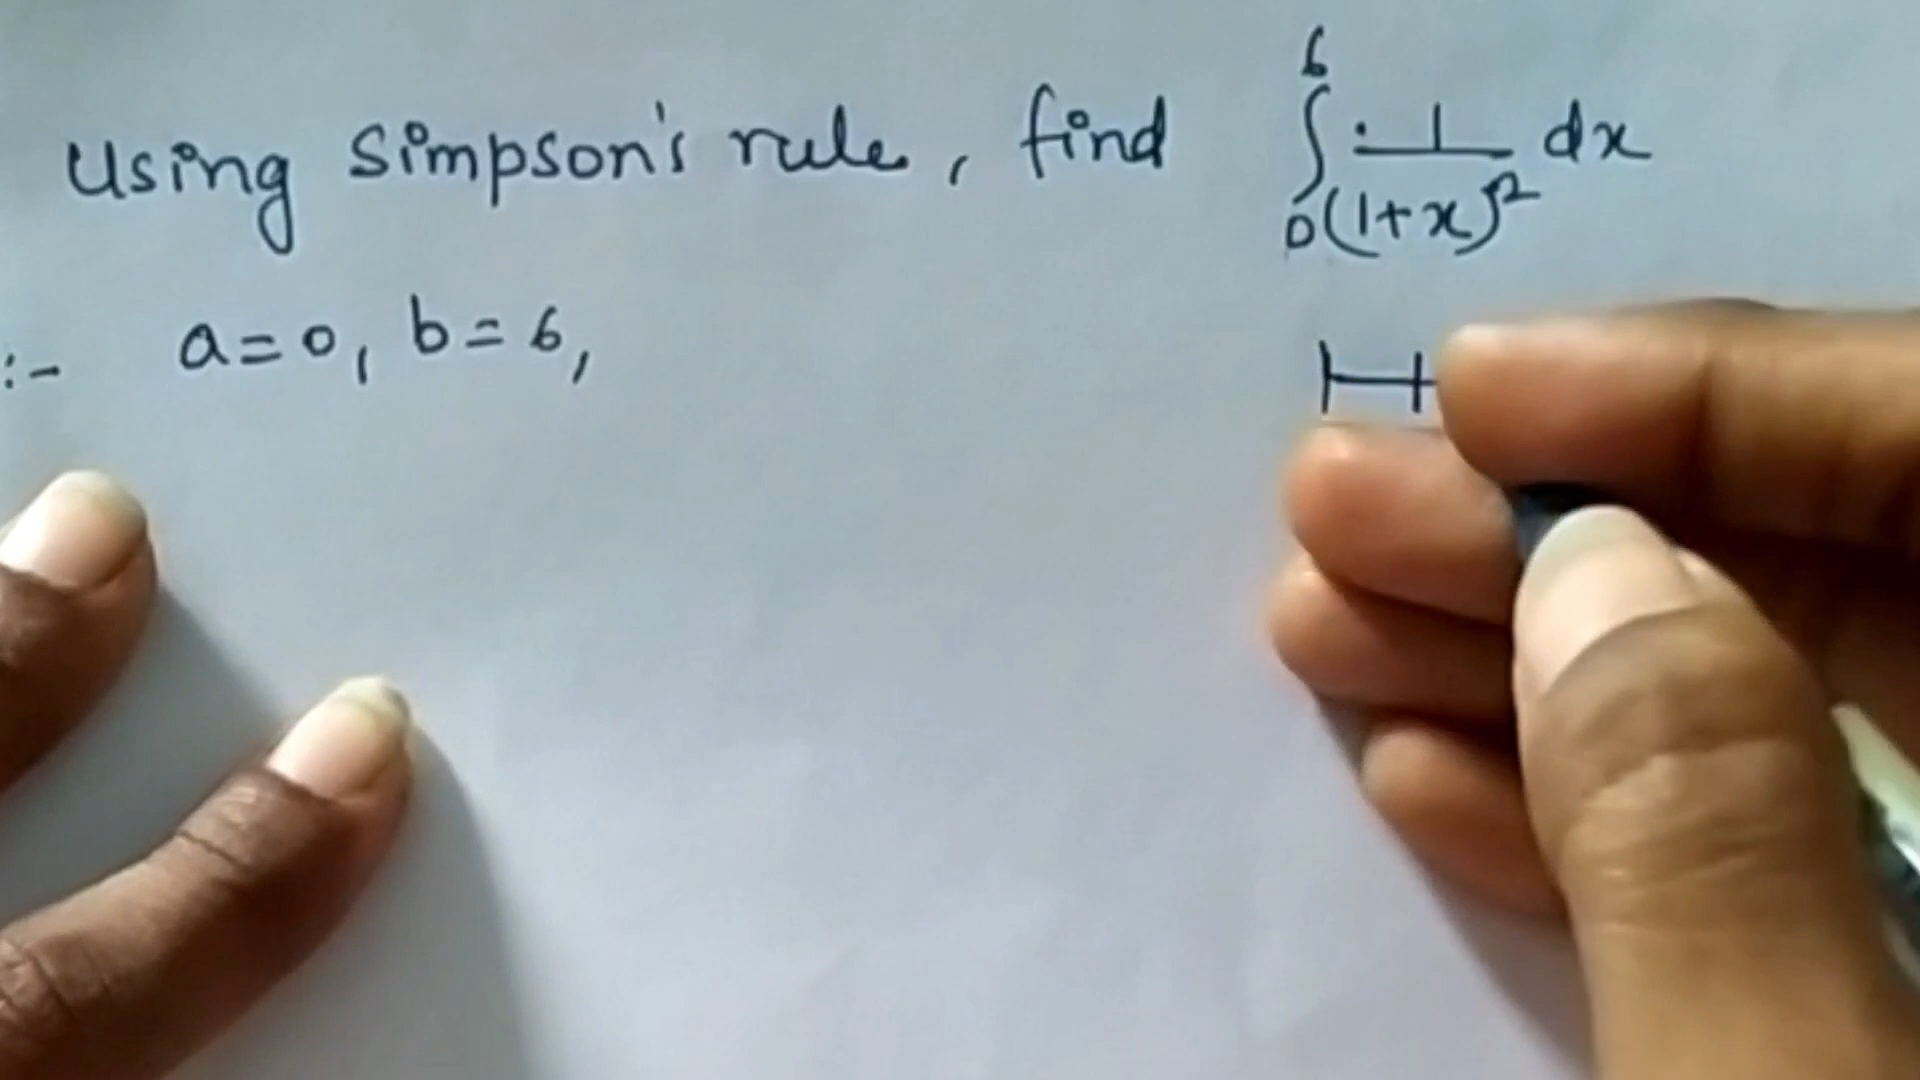 Using Simpson's rule, find ∫₀⁶ 1/(1+x)² dx
:- a=0, b=6,